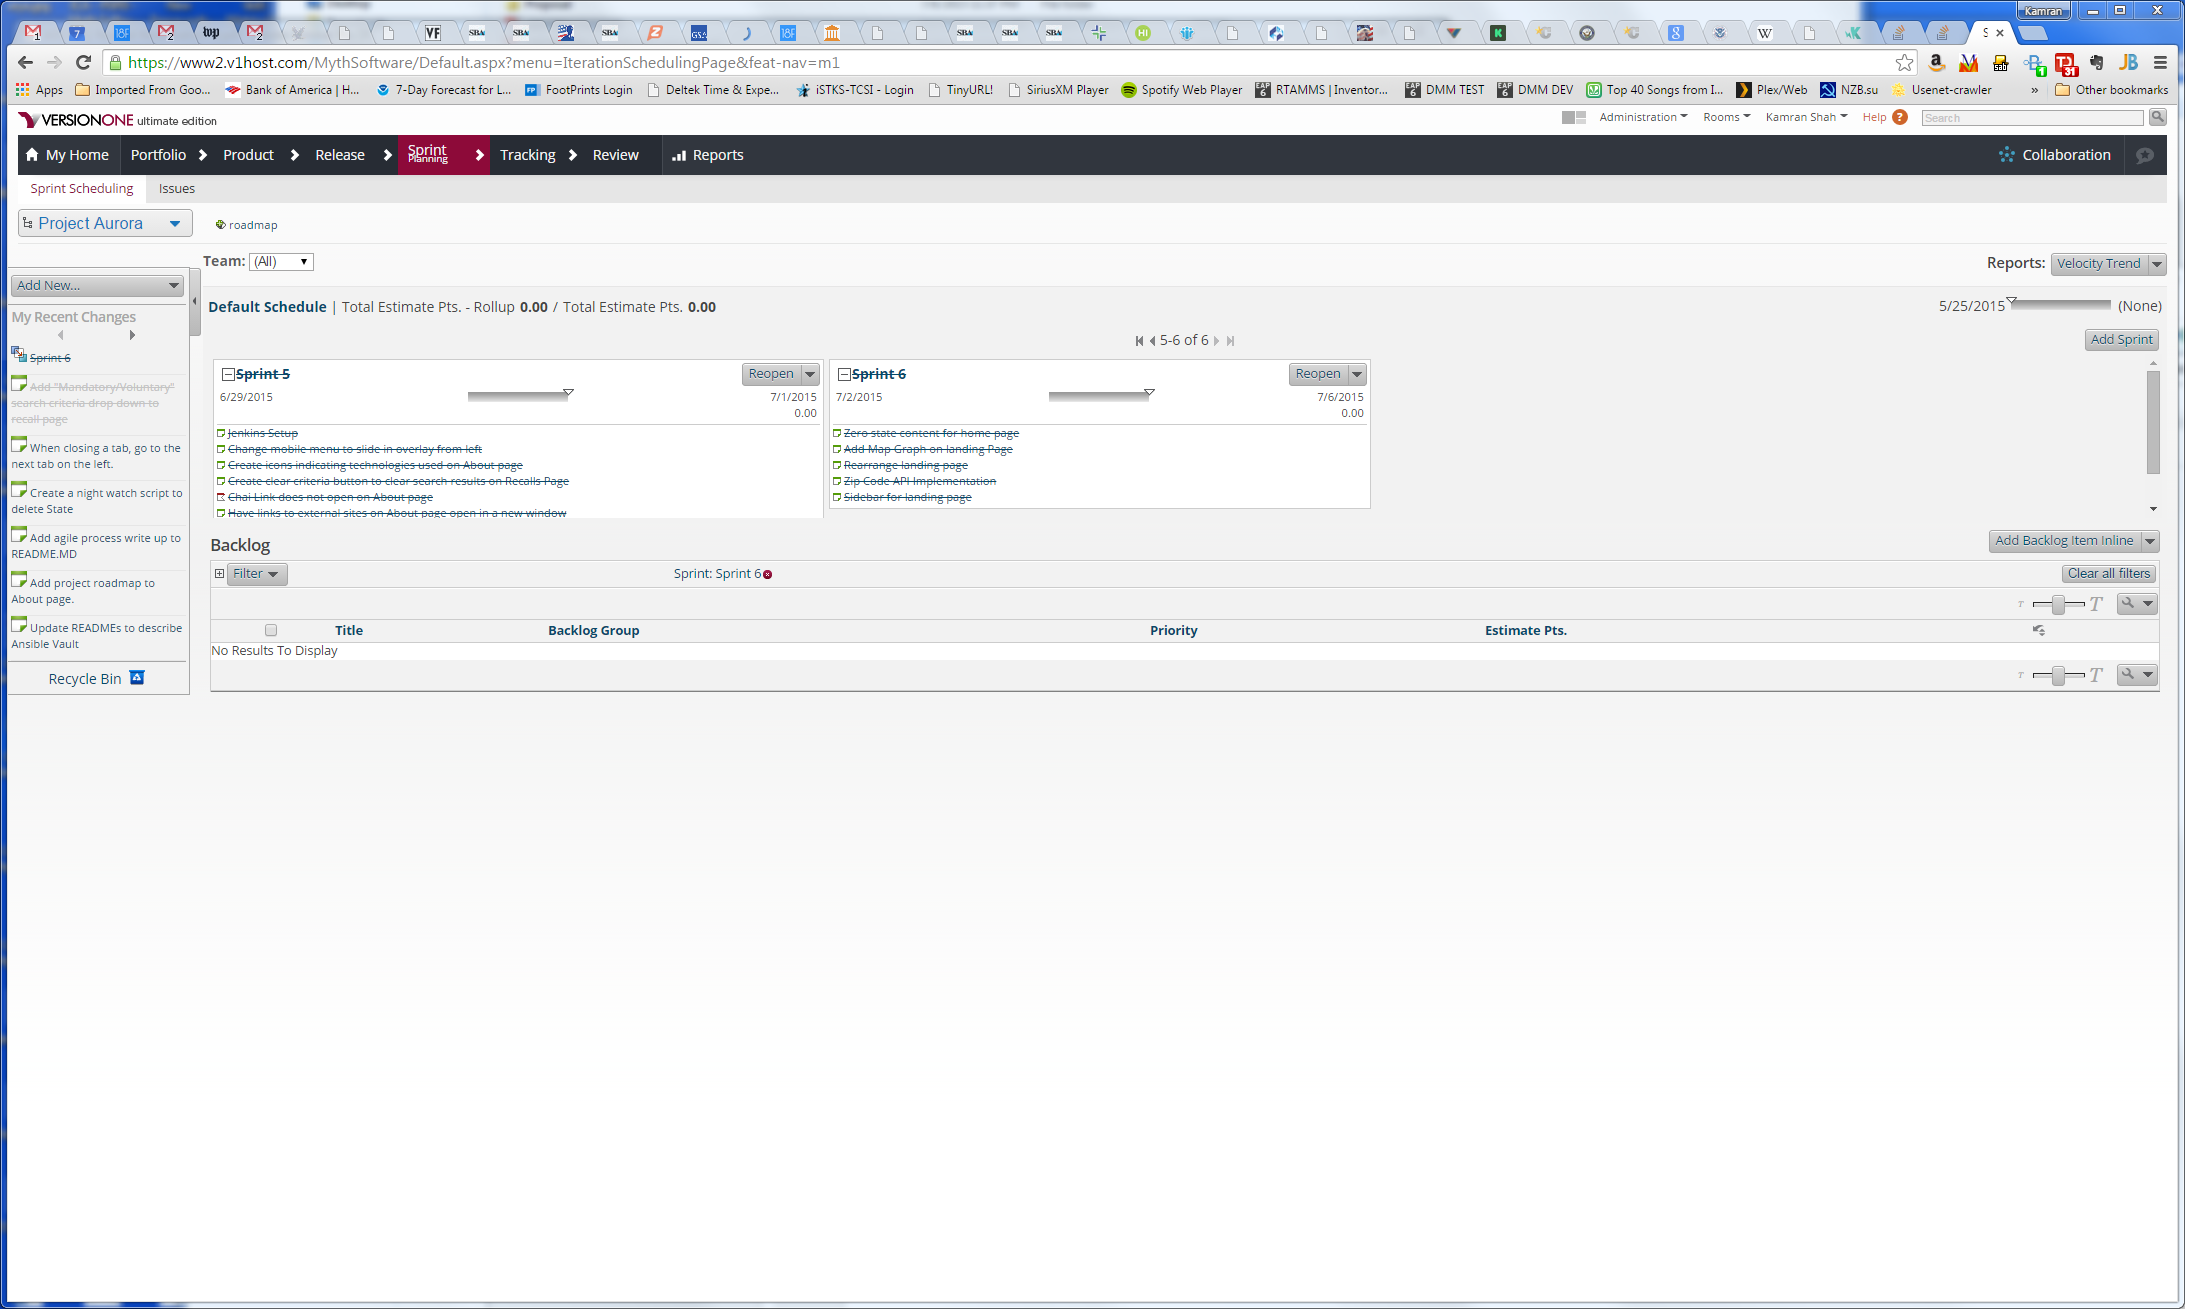 Kamran
S
https://www2.v1host.com/MythSoftware/Default.aspx?menu=IterationSchedulingPage&feat-nav=m1
Apps Imported From Goo... Bank of America | H... 7-Day Forecast for L... FootPrints Login Deltek Time & Expe... iSTKS-TCSI - Login TinyURL! SiriusXM Player Spotify Web Player RTAMMS | Inventor... DMM TEST DMM DEV Top 40 Songs from I... Plex/Web NZB.su Usenet-crawler » Other bookmarks
VERSIONONE ultimate edition Administration Rooms Kamran Shah Help ? Search
My Home Portfolio Product Release Sprint Planning Tracking Review Reports Collaboration
Sprint Scheduling Issues
Project Aurora roadmap
Team: (All) Reports: Velocity Trend
Add New...
Default Schedule | Total Estimate Pts. - Rollup 0.00 / Total Estimate Pts. 0.00 5/25/2015 (None)
My Recent Changes
5-6 of 6 Add Sprint
Sprint 6
Add "Mandatory/Voluntary"
search criteria drop down to
recall page
When closing a tab, go to the
next tab on the left.
Create a night watch script to
delete State
Add agile process write up to
README.MD
Add project roadmap to
About page.
Update READMEs to describe
Ansible Vault
Recycle Bin
Sprint 5 Reopen
6/29/2015 7/1/2015
0.00
Jenkins Setup
Change mobile menu to slide in overlay from left
Create icons indicating technologies used on About page
Create clear criteria button to clear search results on Recalls Page
Chai Link does not open on About page
Have links to external sites on About page open in a new window
Sprint 6 Reopen
7/2/2015 7/6/2015
0.00
Zero state content for home page
Add Map Graph on landing Page
Rearrange landing page
Zip Code API Implementation
Sidebar for landing page
Backlog Add Backlog Item Inline
Filter Sprint: Sprint 6 Clear all filters
T T
Title Backlog Group Priority Estimate Pts.
No Results To Display
T T